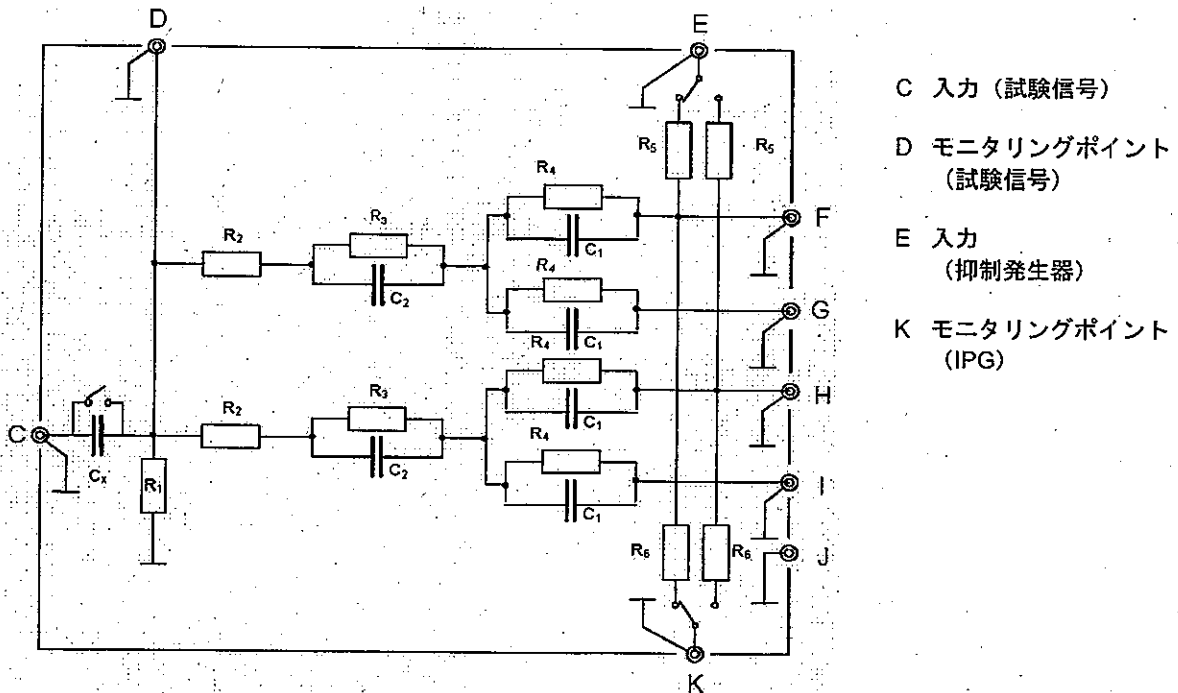 D
E
C 入力（試験信号）
D モニタリングポイント
（試験信号）
E 入力
（抑制発生器）
K モニタリングポイント
（IPG）
R₅
R₅
R₄
F
R₃
R₂
C₁
C₂
R₄
G
C₁
R₄
H
R₃
R₂
C₁
C
R₄
C₂
Cₓ
R₁
I
C₁
R₆
R₆
J
K